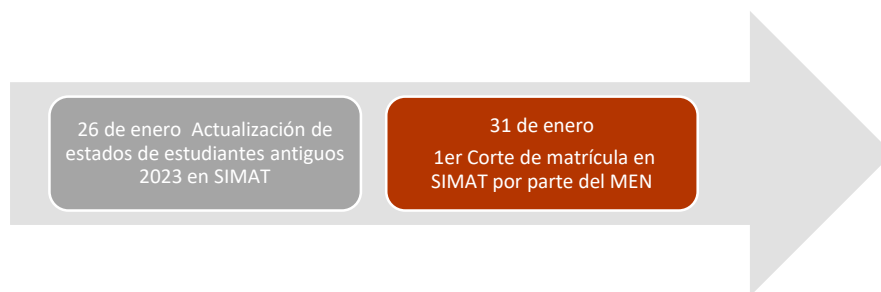 26 de enero  Actualización de
estados de estudiantes antiguos
2023 en SIMAT
31 de enero
1er Corte de matrícula en
SIMAT por parte del MEN